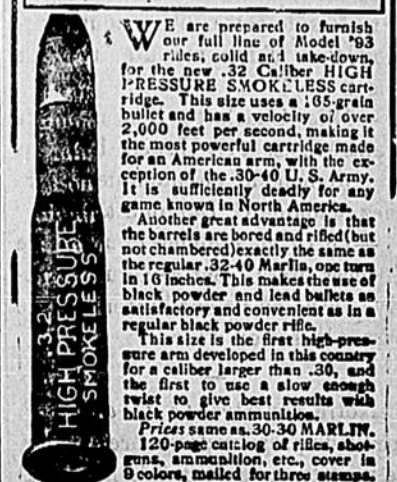 .32
HIGH PRESSURE
SMOKELESS
WE are prepared to furnish
our full line of Model '93
rifles, solid and take-down,
for the new .32 Caliber HIGH
PRESSURE SMOKELESS cart-
ridge. This size uses a 165-grain
bullet and has a velocity of over
2,000 feet per second, making it
the most powerful cartridge made
for an American arm, with the ex-
ception of the .30-40 U. S. Army.
It is sufficiently deadly for any
game known in North America.
Another great advantage is that
the barrels are bored and rifled (but
not chambered) exactly the same as
the regular .32-40 Marlin, one turn
in 16 inches. This makes the use of
black powder and lead bullets as
satisfactory and convenient as in a
regular black powder rifle.
This size is the first high-pres-
sure arm developed in this country
for a caliber larger than .30, and
the first to use a slow enough
twist to give best results with
black powder ammunition.
Prices same as .30-30 MARLIN.
120-page catalog of rifles, shot-
guns, ammunition, etc., cover in
9 colors, mailed for three stamps.